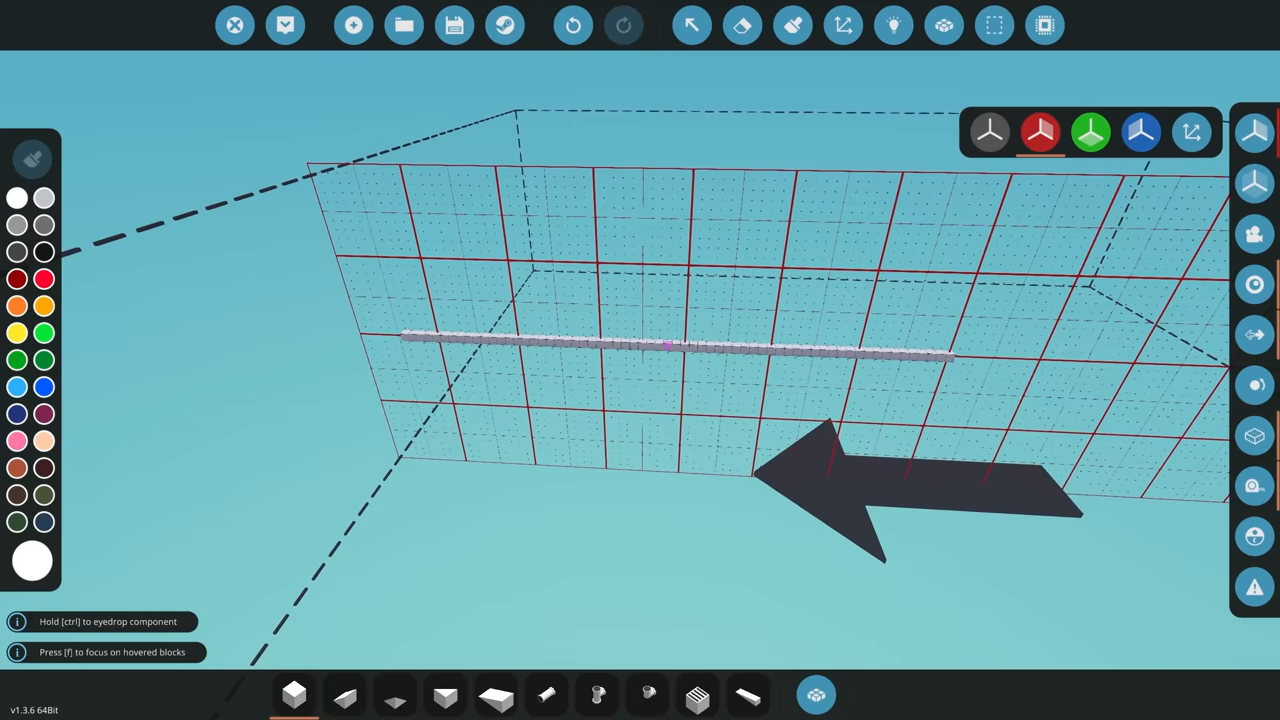 Hold [ctrl] to eyedrop component
Press [f] to focus on hovered blocks
v1.3.6 64Bit